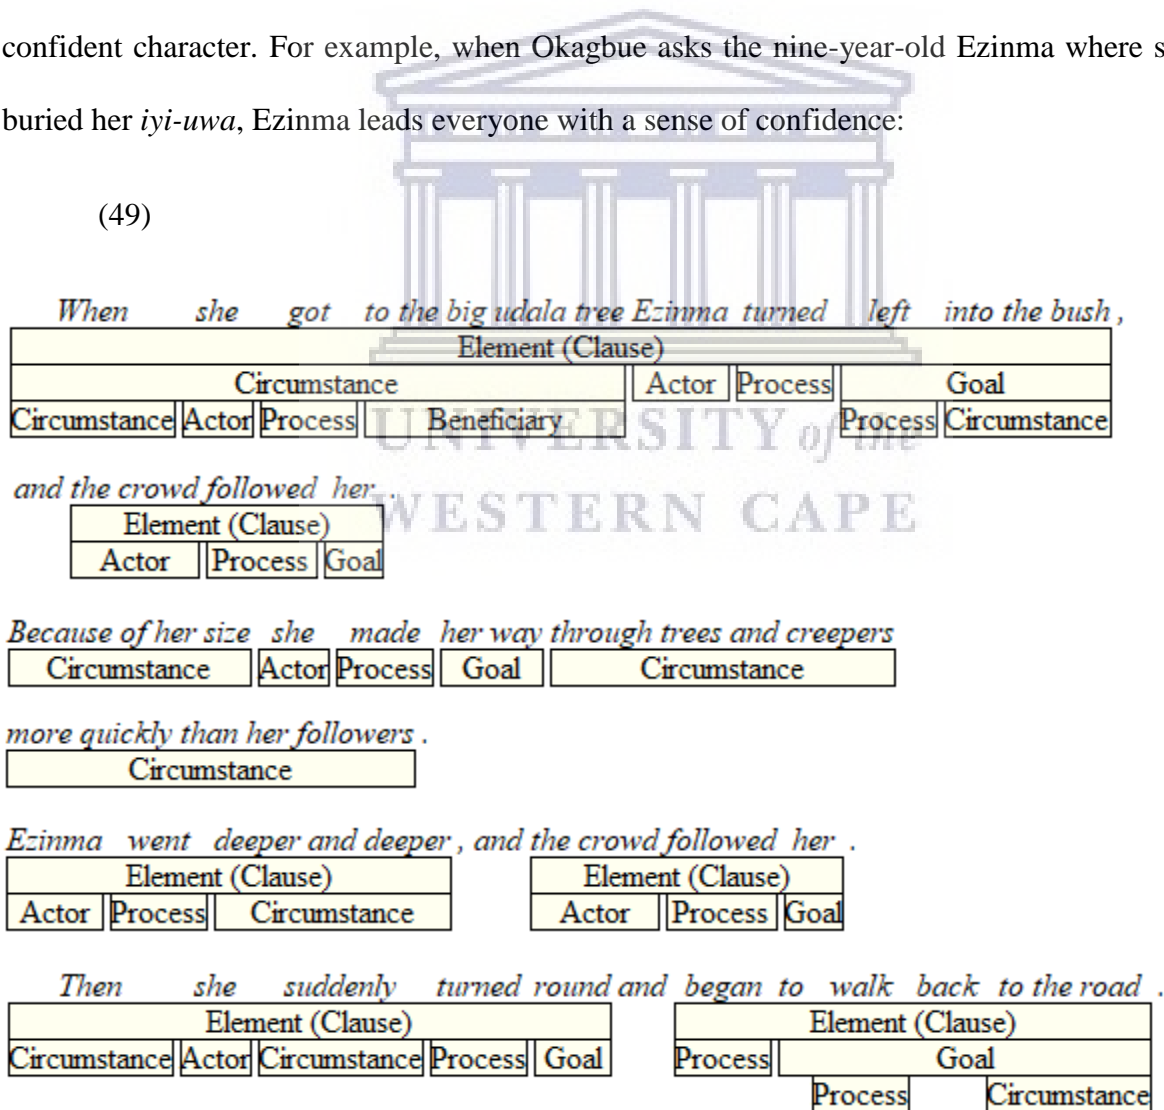 confident character. For example, when Okagbue asks the nine-year-old Ezinma where s
buried her iyi-uwa, Ezinma leads everyone with a sense of confidence:
(49)
When she got to the big udala tree Ezinma turned left into the bush ,
Element (Clause)
Circumstance Actor Process Goal
Circumstance Actor Process Beneficiary Process Circumstance
UNIVERSITY of the
and the crowd followed her .
WESTERN CAPE
Element (Clause)
Actor Process Goal
Because of her size she made her way through trees and creepers
Circumstance Actor Process Goal Circumstance
more quickly than her followers .
Circumstance
Ezinma went deeper and deeper , and the crowd followed her .
Element (Clause) Element (Clause)
Actor Process Circumstance Actor Process Goal
Then she suddenly turned round and began to walk back to the road .
Element (Clause) Element (Clause)
Circumstance Actor Circumstance Process Goal Process Goal
Process Circumstance